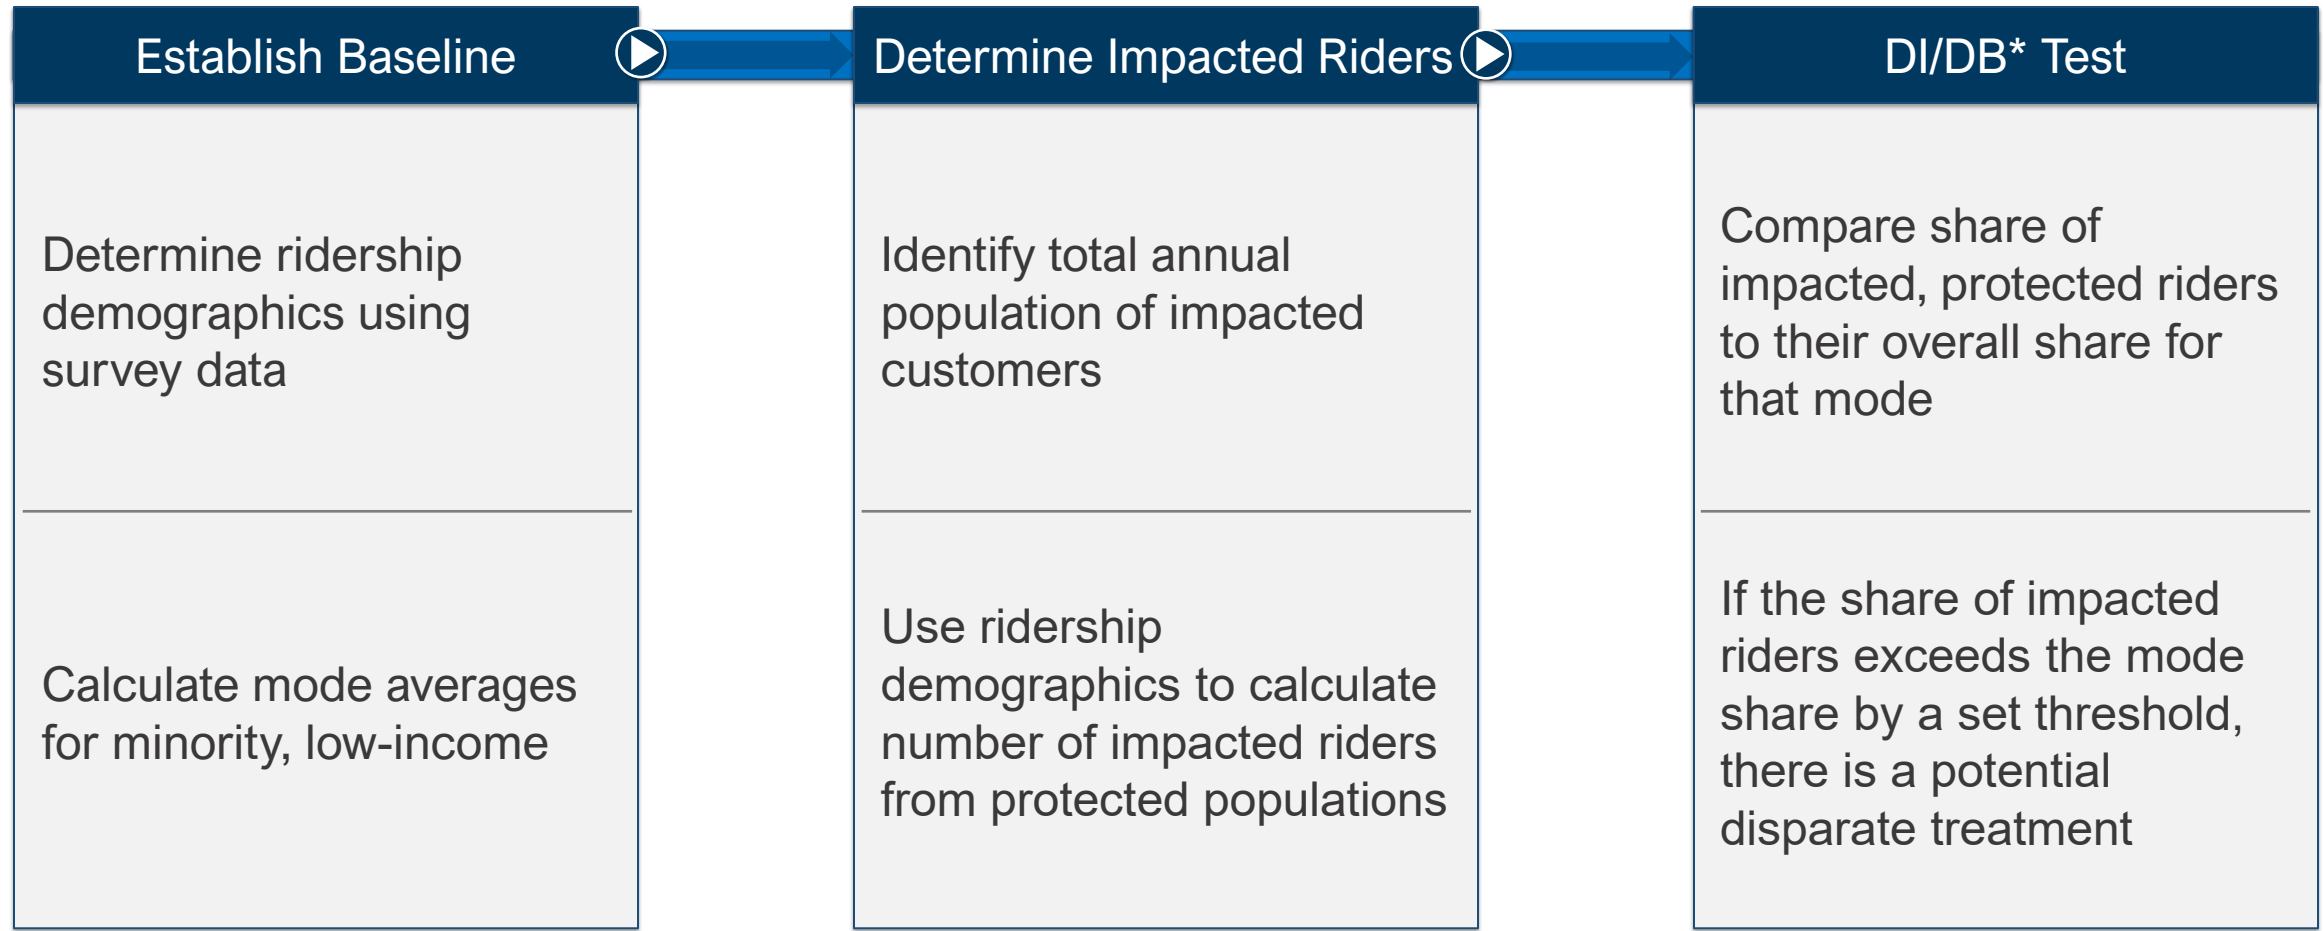 Establish Baseline
Determine ridership
demographics using
survey data
Calculate mode averages
for minority, low-income
Determine Impacted Riders
Identify total annual
population of impacted
customers
Use ridership
demographics to calculate
number of impacted riders
from protected populations
DI/DB* Test
Compare share of
impacted, protected riders
to their overall share for
that mode
If the share of impacted
riders exceeds the mode
share by a set threshold,
there is a potential
disparate treatment